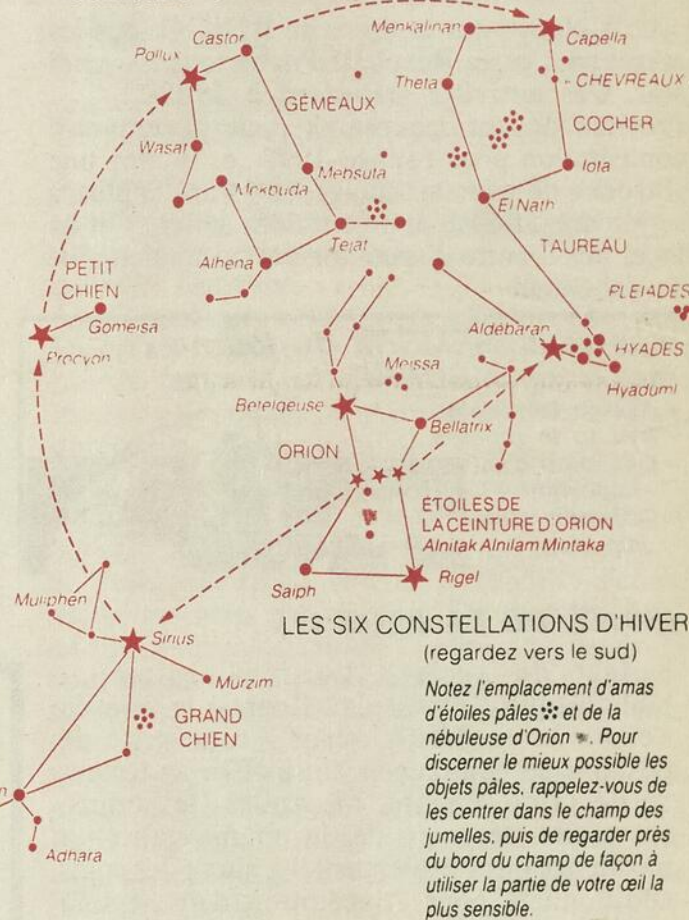 Castor
Menkalinan
Capella
Pollux
Theta
CHEVREAUX
GÉMEAUX
COCHER
Wasat
Mebsuta
Iota
Mekbuda
El Nath
Tejat
TAUREAU
Alhena
PETIT
CHIEN
PLEIADES
Gomeisa
Aldébaran
HYADES
Procyon
Meissa
Hyadum I
Betelgeuse
Bellatrix
ORION
ÉTOILES DE
LA CEINTURE D'ORION
Alnitak Alnilam Mintaka
Saiph
Rigel
Muliphen
Sirius
LES SIX CONSTELLATIONS D'HIVER
(regardez vers le sud)
Murzim
GRAND
CHIEN
Notez l'emplacement d'amas
d'étoiles pâles et de la
nébuleuse d'Orion . Pour
discerner le mieux possible les
objets pâles, rappelez-vous de
les centrer dans le champ des
jumelles, puis de regarder près
du bord du champ de façon à
utiliser la partie de votre œil la
plus sensible.
Adhara